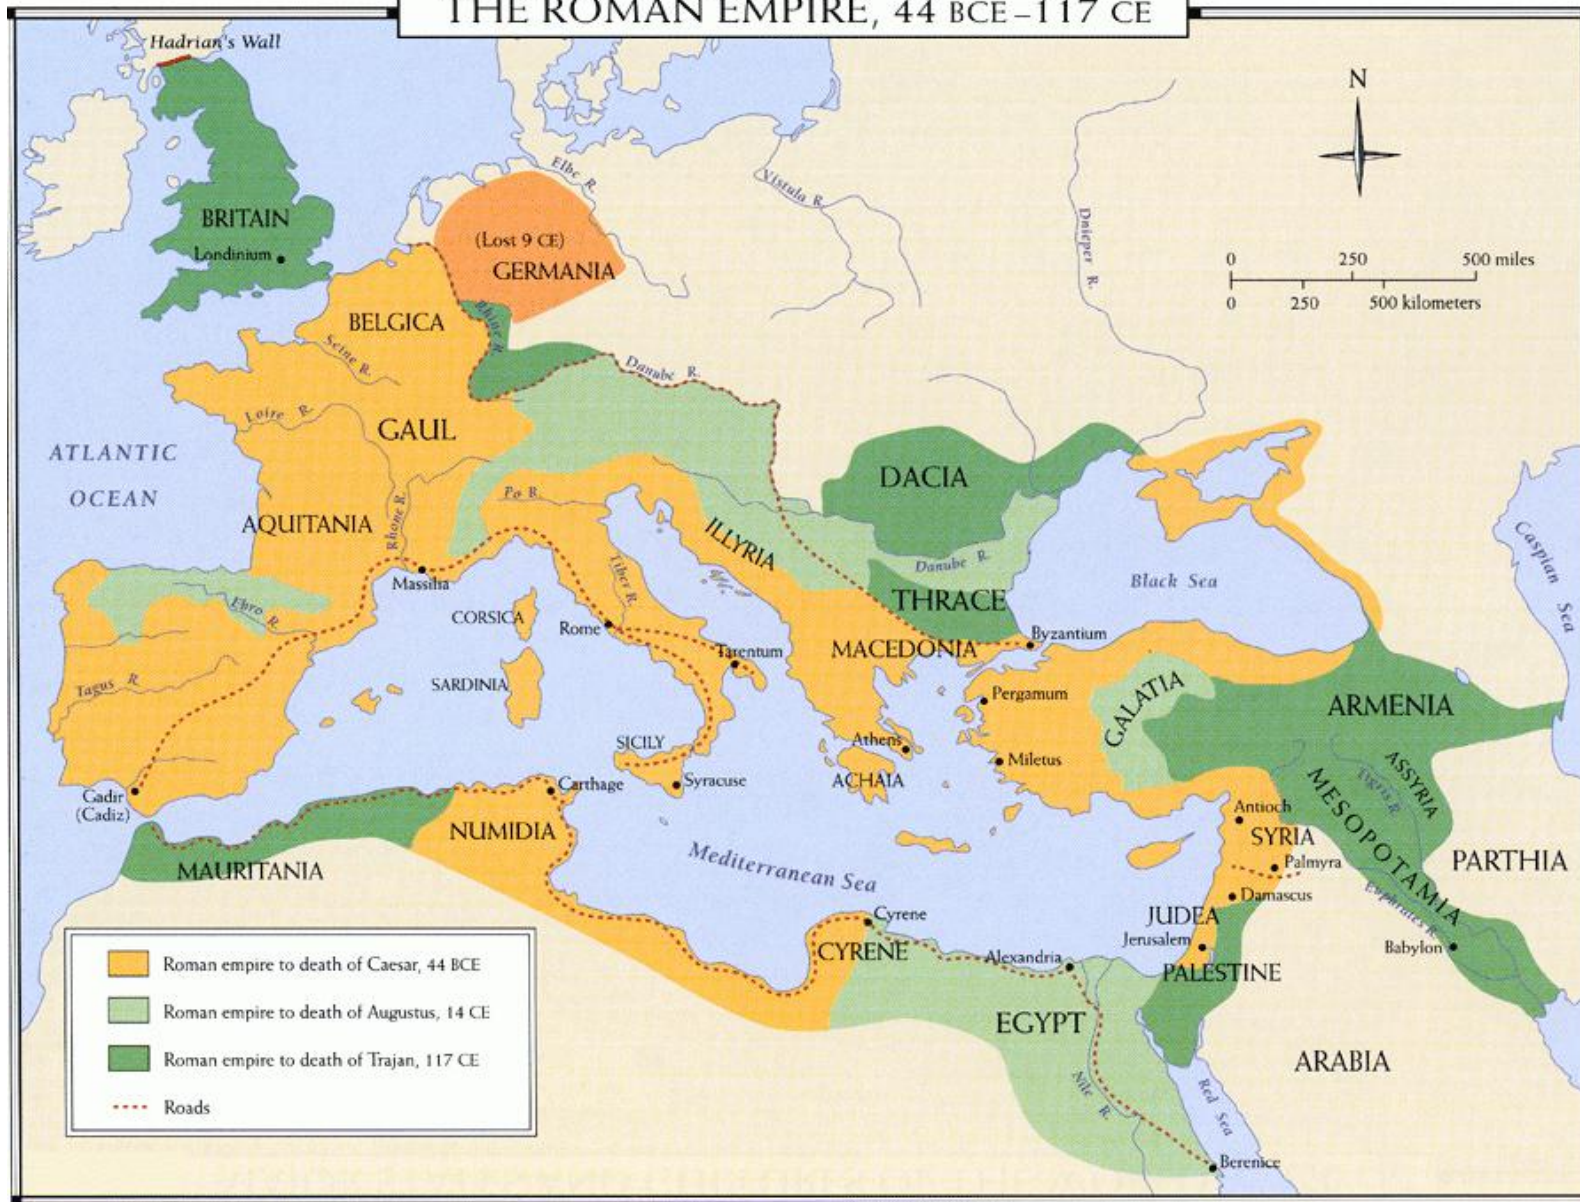 THE ROMAN EMPIRE, 44 BCE–117 CE
Hadrian's Wall
N
Elbe R.
Vistula R.
Dnieper R.
BRITAIN
Londinium
(Lost 9 CE)
GERMANIA
0 250 500 miles
0 250 500 kilometers
Rhine R.
BELGICA
Seine R.
Danube R.
Loire R.
GAUL
ATLANTIC
OCEAN
DACIA
Po R.
AQUITANIA
Rhone R.
ILLYRIA
Caspian Sea
Danube R.
Black Sea
Massilia
Tiber R.
Ebro R.
THRACE
CORSICA
Rome
Byzantium
MACEDONIA
Tarentum
Tagus R.
SARDINIA
Pergamum
GALATIA
ARMENIA
SICILY
Athens
Miletus
ASSYRIA
Tigris R.
MESOPOTAMIA
Gadir
(Cadiz)
Carthage
Syracuse
ACHAIA
Antioch
NUMIDIA
SYRIA
MAURITANIA
Mediterranean Sea
Palmyra
PARTHIA
Damascus
Euphrates R.
Cyrene
JUDEA
Jerusalem
Babylon
CYRENE
Alexandria
PALESTINE
EGYPT
ARABIA
Nile R.
Red Sea
Berenice
Roman empire to death of Caesar, 44 BCE
Roman empire to death of Augustus, 14 CE
Roman empire to death of Trajan, 117 CE
Roads